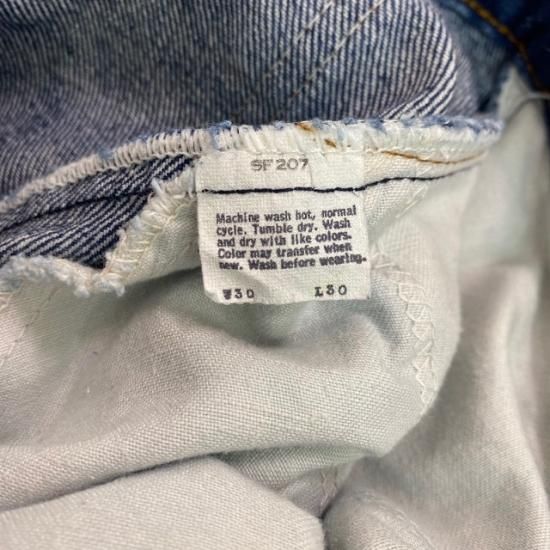 SF 207
Machine wash hot, normal
cycle. Tumble dry. Wash
and dry with like colors.
Color may transfer when
new. Wash before wearing.
W30 L30